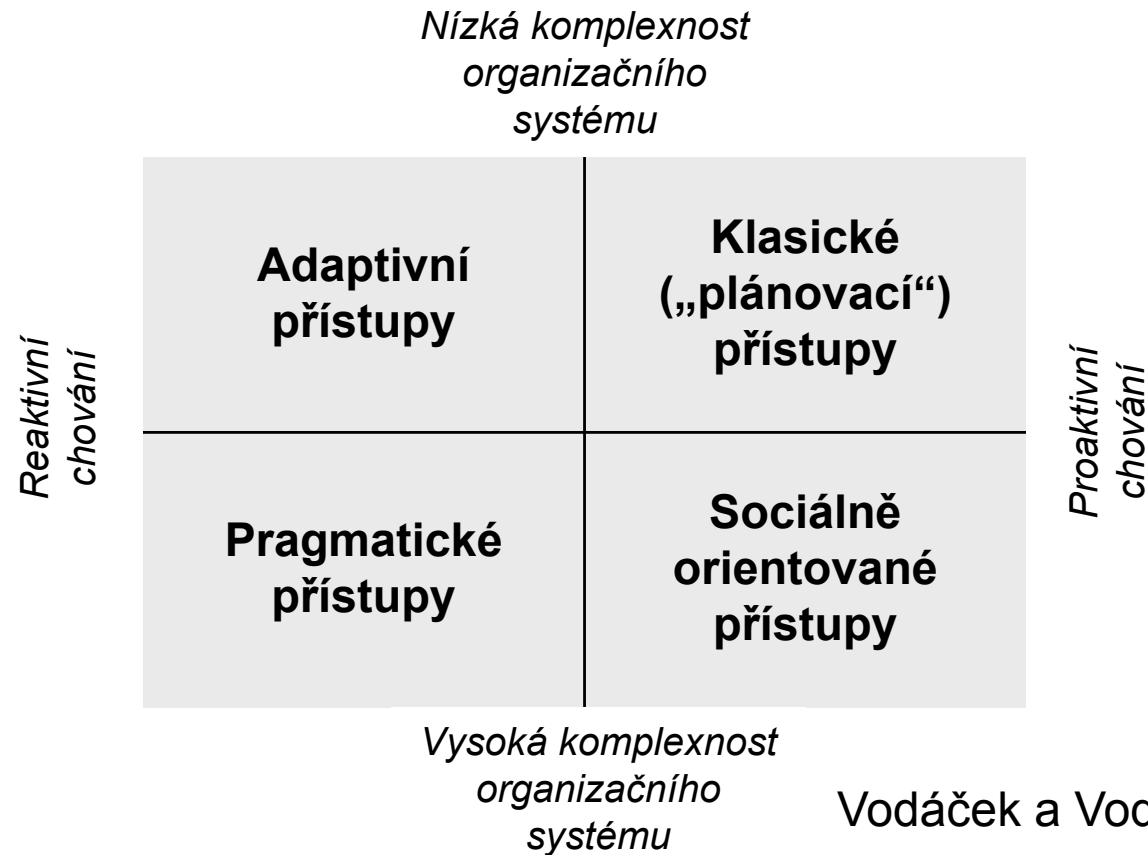 Nízká komplexnost
organizačního
systému
Reaktivní
chování
Adaptivní
přístupy
Klasické
(„plánovací“)
přístupy
Proaktivní
chování
Pragmatické
přístupy
Sociálně
orientované
přístupy
Vysoká komplexnost
organizačního
systému
Vodáček a